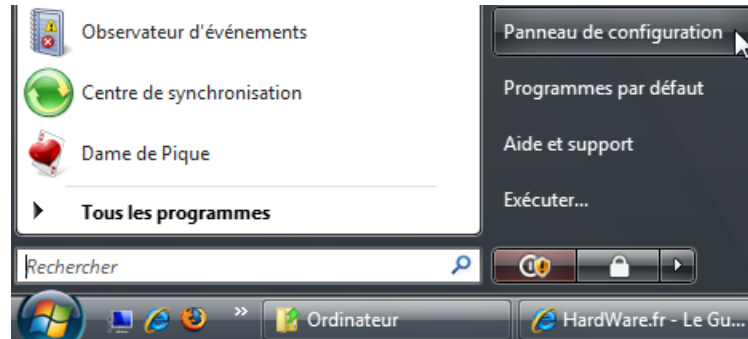 Observateur d'événements
Centre de synchronisation
Dame de Pique
Tous les programmes
Rechercher
Panneau de configuration
Programmes par défaut
Aide et support
Exécuter...
»
Ordinateur
HardWare.fr - Le Gu...